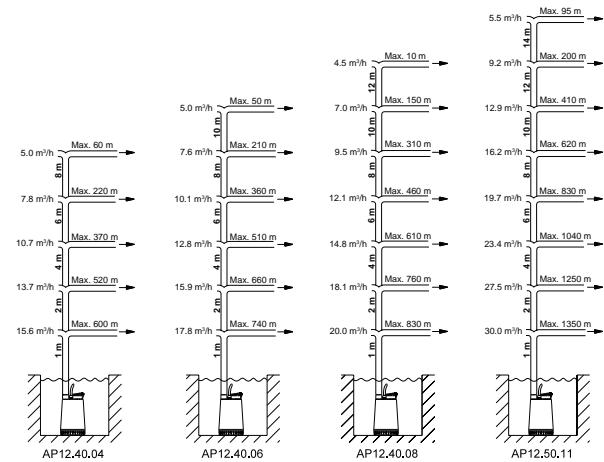 5.5 m³/h Max. 95 m
14 m
4.5 m³/h Max. 10 m
9.2 m³/h Max. 200 m
12 m
12 m
5.0 m³/h Max. 50 m
7.0 m³/h Max. 150 m
12.9 m³/h Max. 410 m
10 m
10 m
10 m
5.0 m³/h Max. 60 m
7.6 m³/h Max. 210 m
9.5 m³/h Max. 310 m
16.2 m³/h Max. 620 m
8 m
8 m
8 m
8 m
7.8 m³/h Max. 220 m
10.1 m³/h Max. 360 m
12.1 m³/h Max. 460 m
19.7 m³/h Max. 830 m
6 m
6 m
6 m
6 m
10.7 m³/h Max. 370 m
12.8 m³/h Max. 510 m
14.8 m³/h Max. 610 m
23.4 m³/h Max. 1040 m
4 m
4 m
4 m
4 m
13.7 m³/h Max. 520 m
15.9 m³/h Max. 660 m
18.1 m³/h Max. 760 m
27.5 m³/h Max. 1250 m
2 m
2 m
2 m
2 m
15.6 m³/h Max. 600 m
17.8 m³/h Max. 740 m
20.0 m³/h Max. 830 m
30.0 m³/h Max. 1350 m
1 m
1 m
1 m
1 m
AP12.40.04
AP12.40.06
AP12.40.08
AP12.50.11